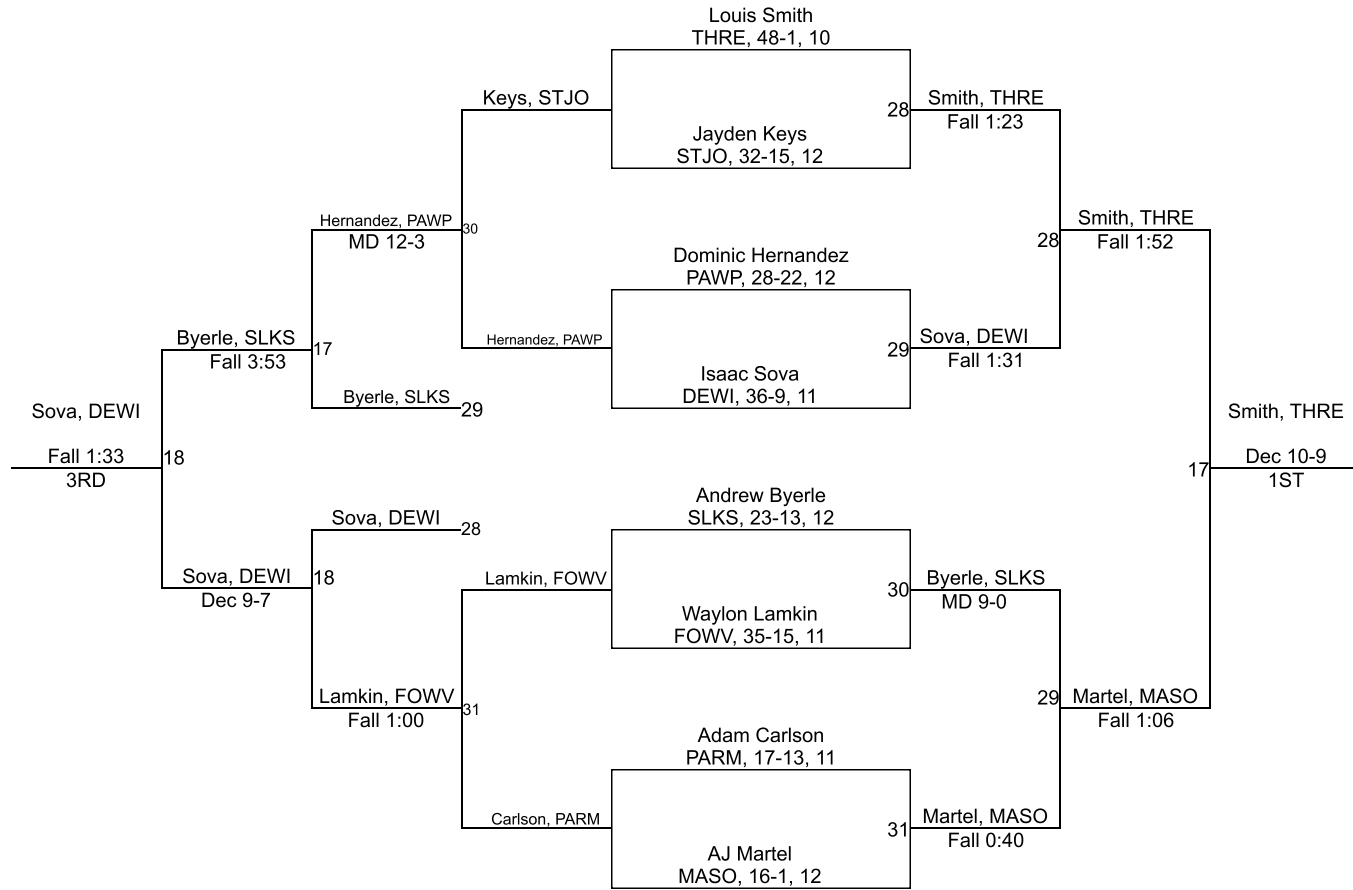 Louis Smith
THRE, 48-1, 10
Keys, STJO
28
Smith, THRE
Fall 1:23
Jayden Keys
STJO, 32-15, 12
Hernandez, PAWP
MD 12-3
30
28
Smith, THRE
Fall 1:52
Dominic Hernandez
PAWP, 28-22, 12
Hernandez, PAWP
29
Sova, DEWI
Fall 1:31
Byerle, SLKS
Fall 3:53
17
Isaac Sova
DEWI, 36-9, 11
Byerle, SLKS
29
Sova, DEWI
Fall 1:33
3RD
18
Smith, THRE
17
Dec 10-9
1ST
Andrew Byerle
SLKS, 23-13, 12
Sova, DEWI
28
Sova, DEWI
Dec 9-7
18
Lamkin, FOWV
30
Byerle, SLKS
MD 9-0
Waylon Lamkin
FOWV, 35-15, 11
Lamkin, FOWV
Fall 1:00
31
29
Martel, MASO
Fall 1:06
Adam Carlson
PARM, 17-13, 11
Carlson, PARM
31
Martel, MASO
Fall 0:40
AJ Martel
MASO, 16-1, 12